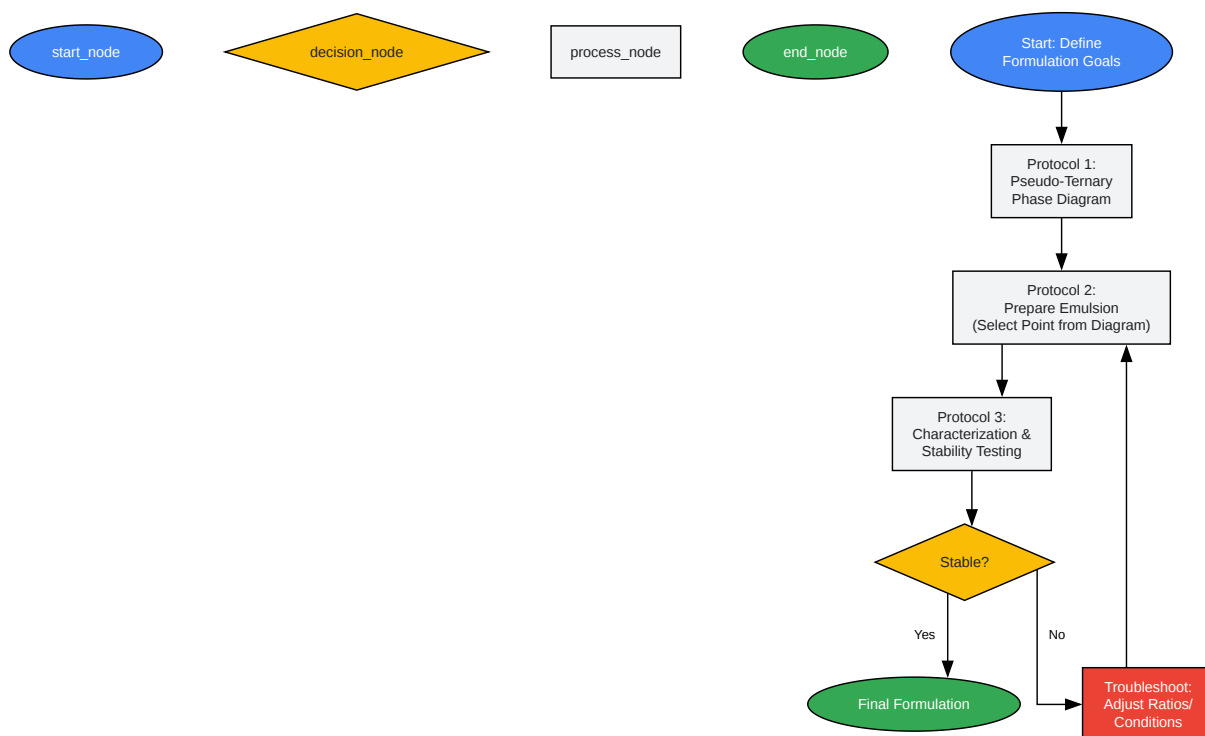 start_node
decision_node
process_node
end_node
Start: Define
Formulation Goals
Protocol 1:
Pseudo-Ternary
Phase Diagram
Protocol 2:
Prepare Emulsion
(Select Point from Diagram)
Protocol 3:
Characterization &
Stability Testing
Stable?
Yes
No
Final Formulation
Troubleshoot:
Adjust Ratios/
Conditions